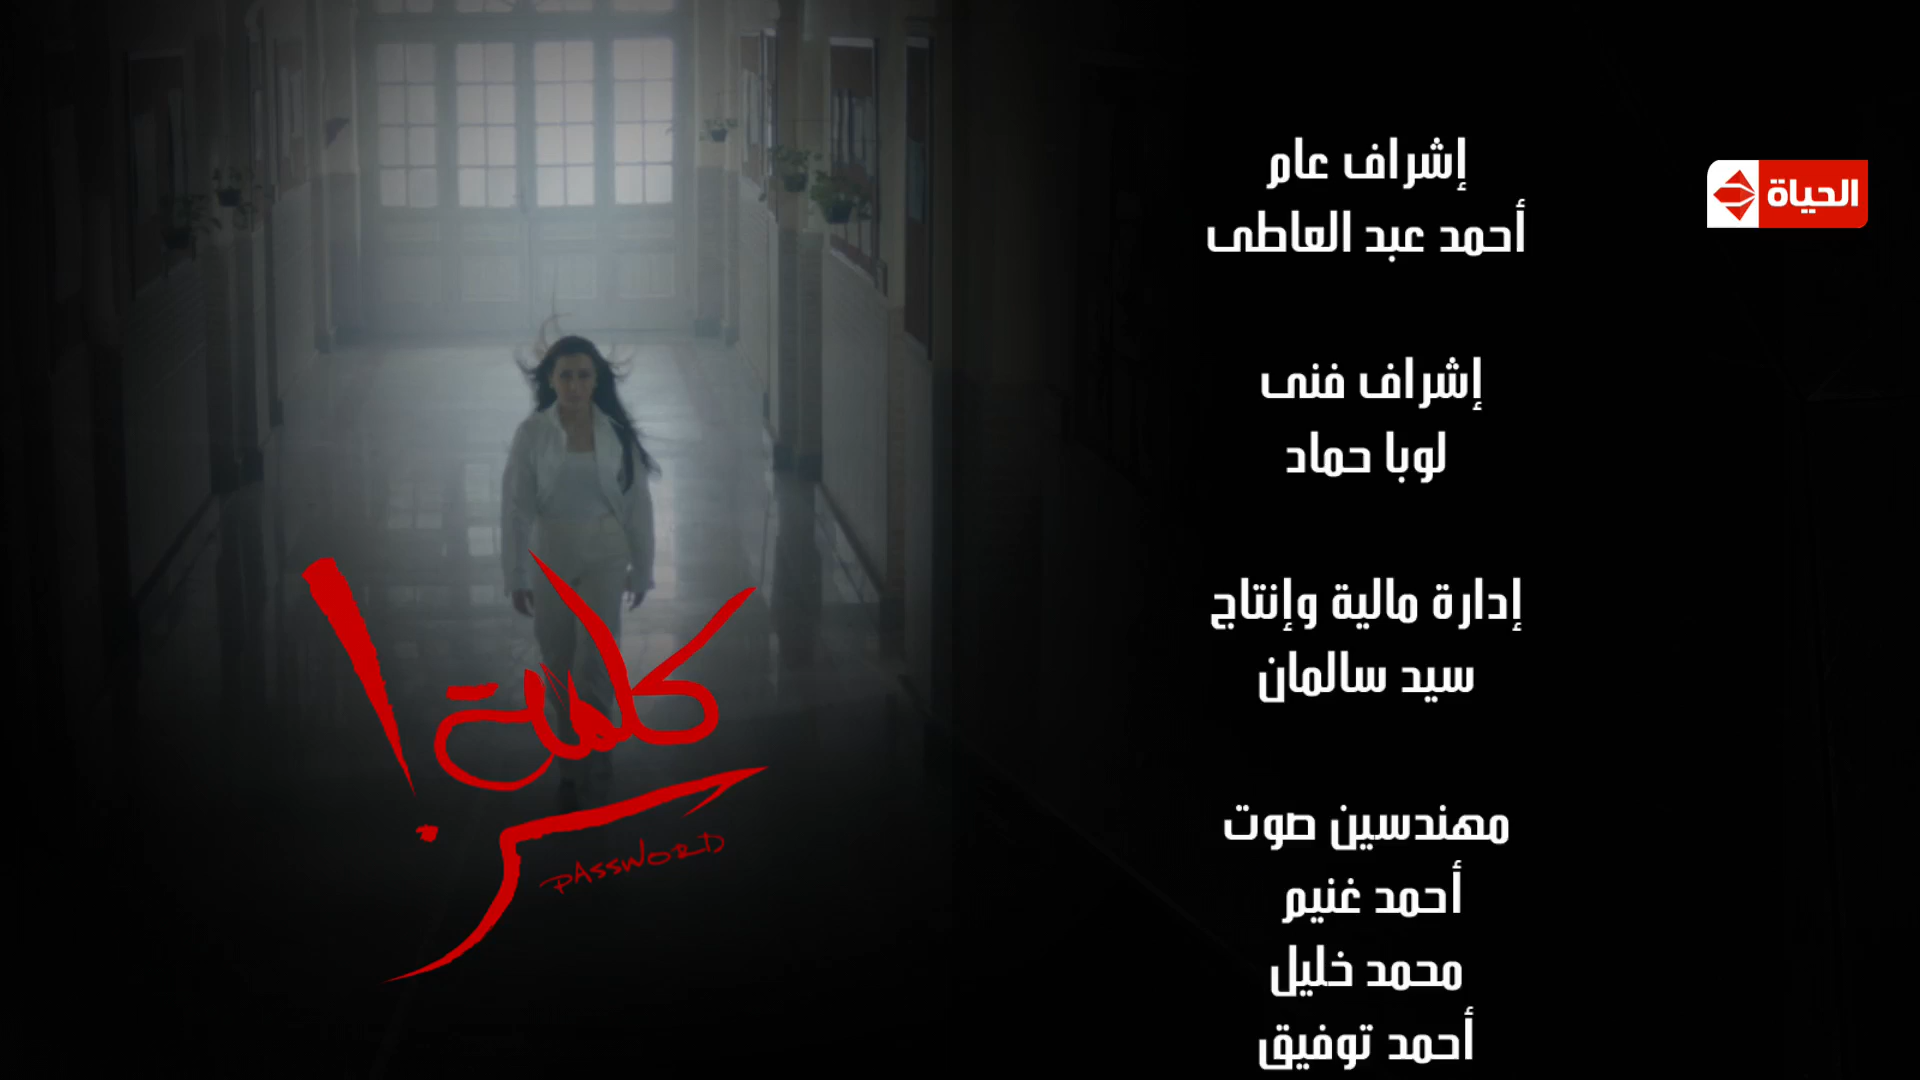 إشراف عام
أحمد عبد العاطى
الحياة
إشراف فنى
لوبا حماد
إدارة مالية وإنتاج
سيد سالمان
كلمة سر!
PASSWORD
مهندسين صوت
أحمد غنيم
محمد خليل
أحمد توفيق